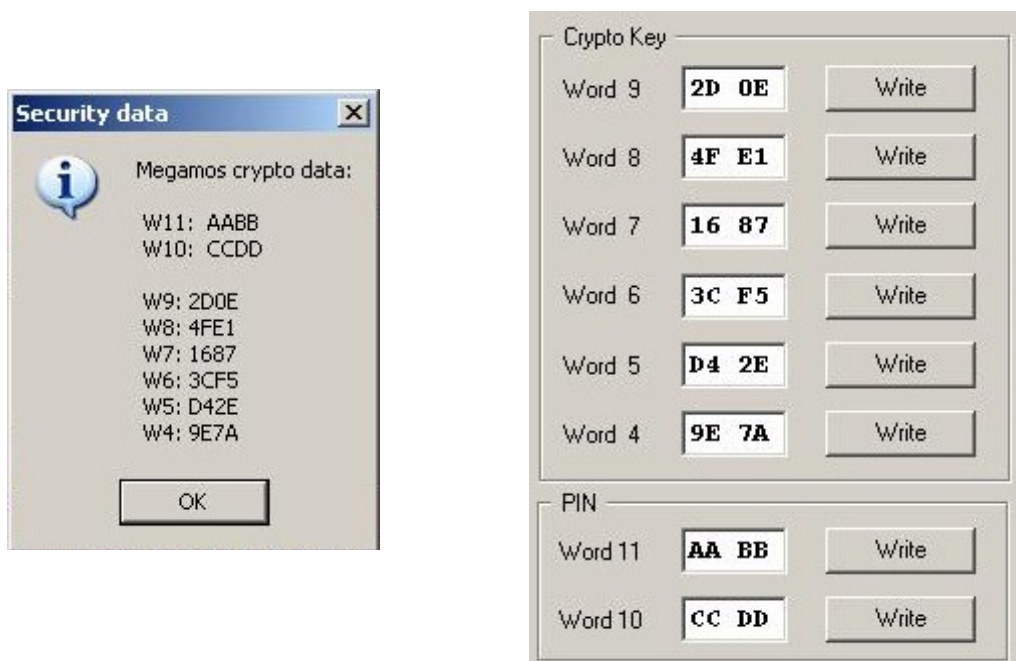 Security data
Megamos crypto data:
W11: AABB
W10: CCDD
W9: 2D0E
W8: 4FE1
W7: 1687
W6: 3CF5
W5: D42E
W4: 9E7A
OK
Crypto Key
Word 9 2D 0E Write
Word 8 4F E1 Write
Word 7 16 87 Write
Word 6 3C F5 Write
Word 5 D4 2E Write
Word 4 9E 7A Write
PIN
Word 11 AA BB Write
Word 10 CC DD Write